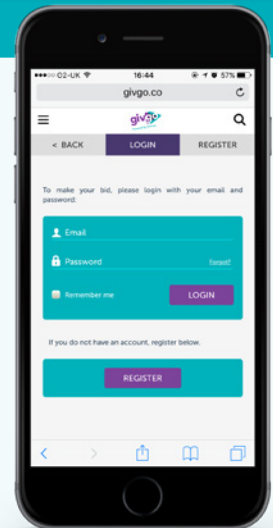 O2-UK
16:44
57%
givgo.co
givgo
< BACK
LOGIN
REGISTER
To make your bid, please login with your email and
password:
Email
Password
Forgot?
Remember me
LOGIN
If you do not have an account, register below.
REGISTER